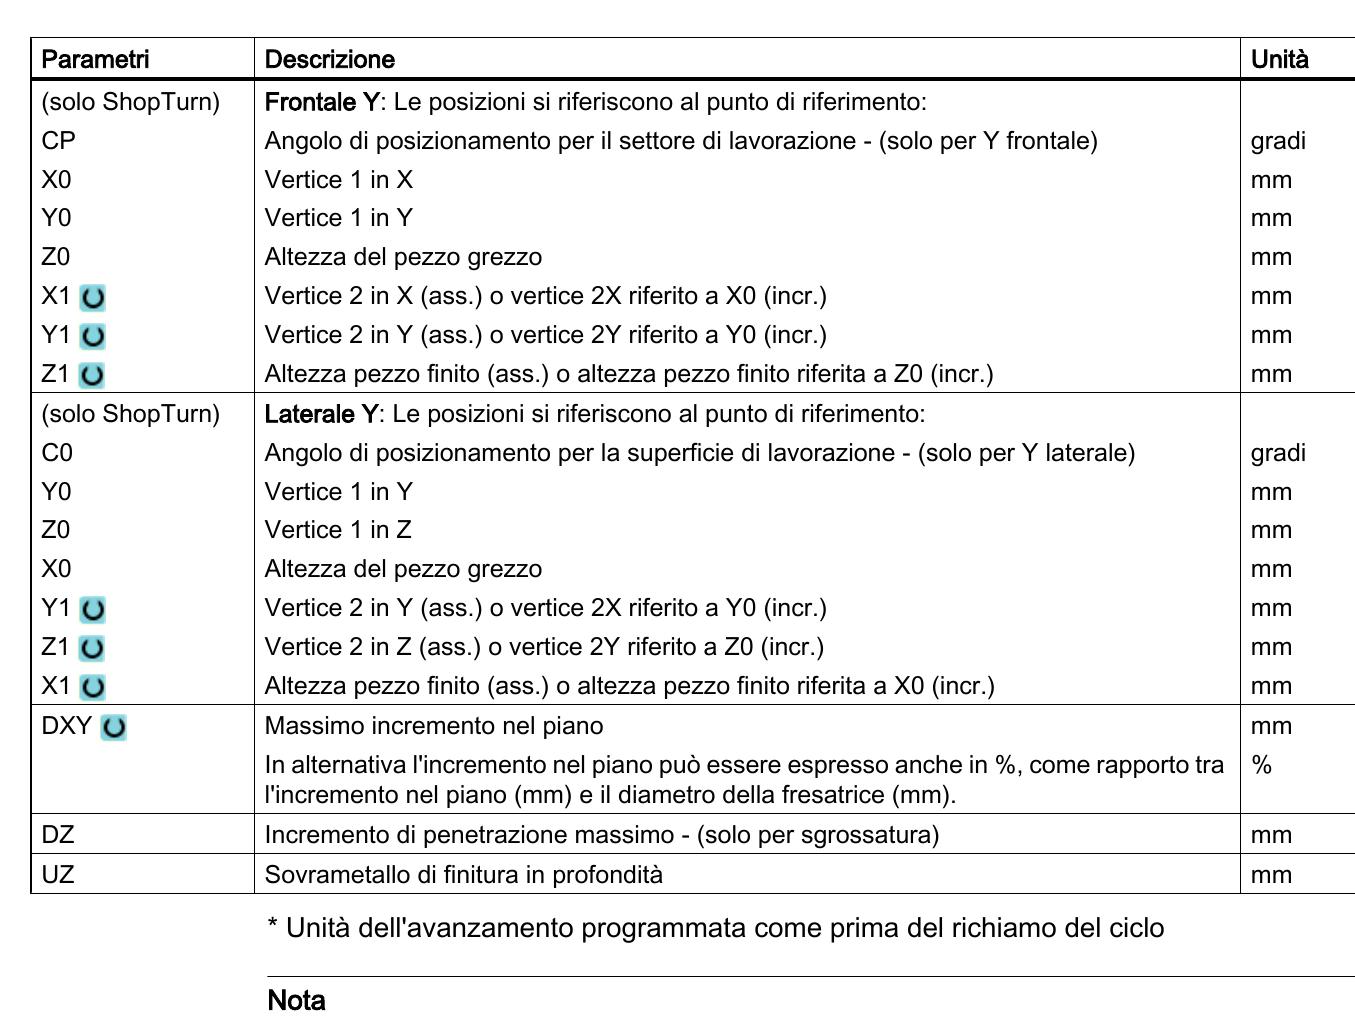 Parametri Descrizione Unità
(solo ShopTurn) Frontale Y: Le posizioni si riferiscono al punto di riferimento:
CP Angolo di posizionamento per il settore di lavorazione - (solo per Y frontale) gradi
X0 Vertice 1 in X mm
Y0 Vertice 1 in Y mm
Z0 Altezza del pezzo grezzo mm
X1 Vertice 2 in X (ass.) o vertice 2X riferito a X0 (incr.) mm
Y1 Vertice 2 in Y (ass.) o vertice 2Y riferito a Y0 (incr.) mm
Z1 Altezza pezzo finito (ass.) o altezza pezzo finito riferita a Z0 (incr.) mm
(solo ShopTurn) Laterale Y: Le posizioni si riferiscono al punto di riferimento:
C0 Angolo di posizionamento per la superficie di lavorazione - (solo per Y laterale) gradi
Y0 Vertice 1 in Y mm
Z0 Vertice 1 in Z mm
X0 Altezza del pezzo grezzo mm
Y1 Vertice 2 in Y (ass.) o vertice 2X riferito a Y0 (incr.) mm
Z1 Vertice 2 in Z (ass.) o vertice 2Y riferito a Z0 (incr.) mm
X1 Altezza pezzo finito (ass.) o altezza pezzo finito riferita a X0 (incr.) mm
DXY Massimo incremento nel piano mm
In alternativa l'incremento nel piano può essere espresso anche in %, come rapporto tra %
l'incremento nel piano (mm) e il diametro della fresatrice (mm).
DZ Incremento di penetrazione massimo - (solo per sgrossatura) mm
UZ Sovrametallo di finitura in profondità mm
* Unità dell'avanzamento programmata come prima del richiamo del ciclo
Nota